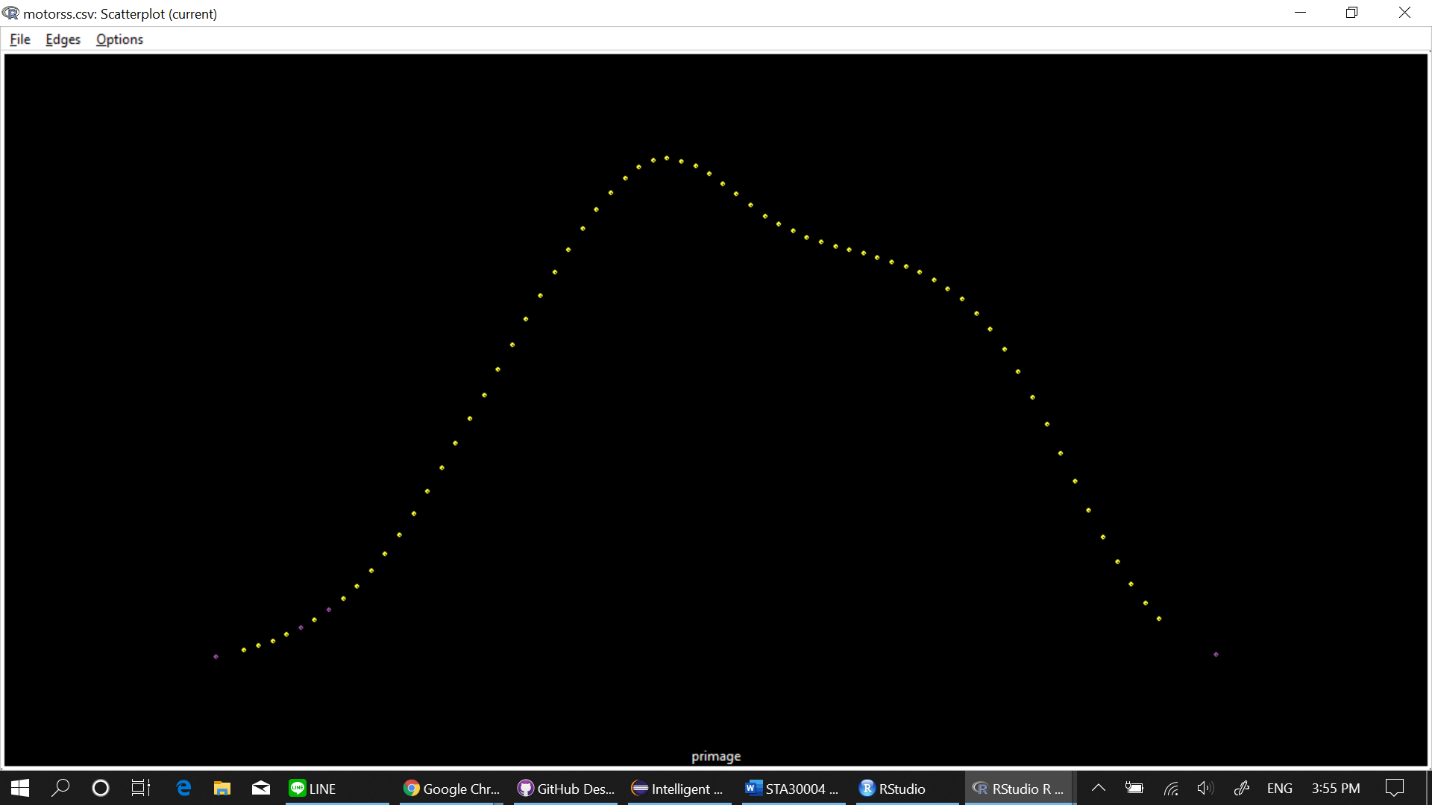 motorss.csv: Scatterplot (current)
File Edges Options
primage
LINE Google Chr... GitHub Des... Intelligent ... STA30004 ... RStudio RStudio R ... ENG 3:55 PM